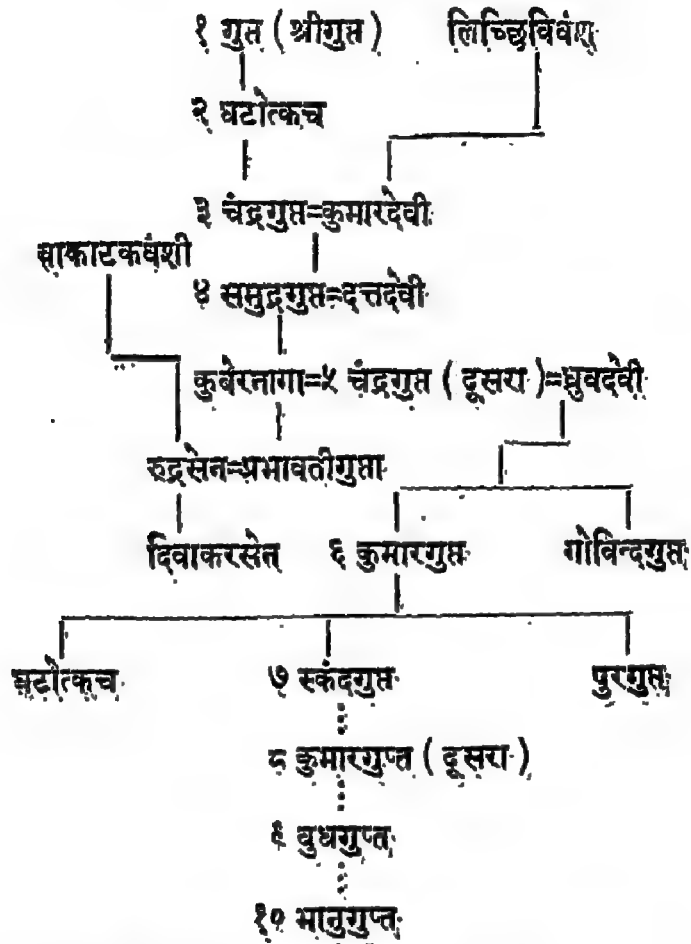 १ गुप्त ( श्रीगुप्त ) लिच्छिविवंश
२ घटोत्कच
३ चंद्रगुप्त=कुमारदेवी
वाकाटकवंशी
४ समुद्रगुप्त=दत्तदेवी
कुबेरनागा=५ चंद्रगुप्त ( दूसरा )=ध्रुवदेवी
रुद्रसेन=प्रभावतीगुप्ता
दिवाकरसेन ६ कुमारगुप्त गोविन्दगुप्त
घटोत्कच ७ स्कंदगुप्त पुरगुप्त
८ कुमारगुप्त ( दूसरा )
९ बुधगुप्त
१० भानुगुप्त